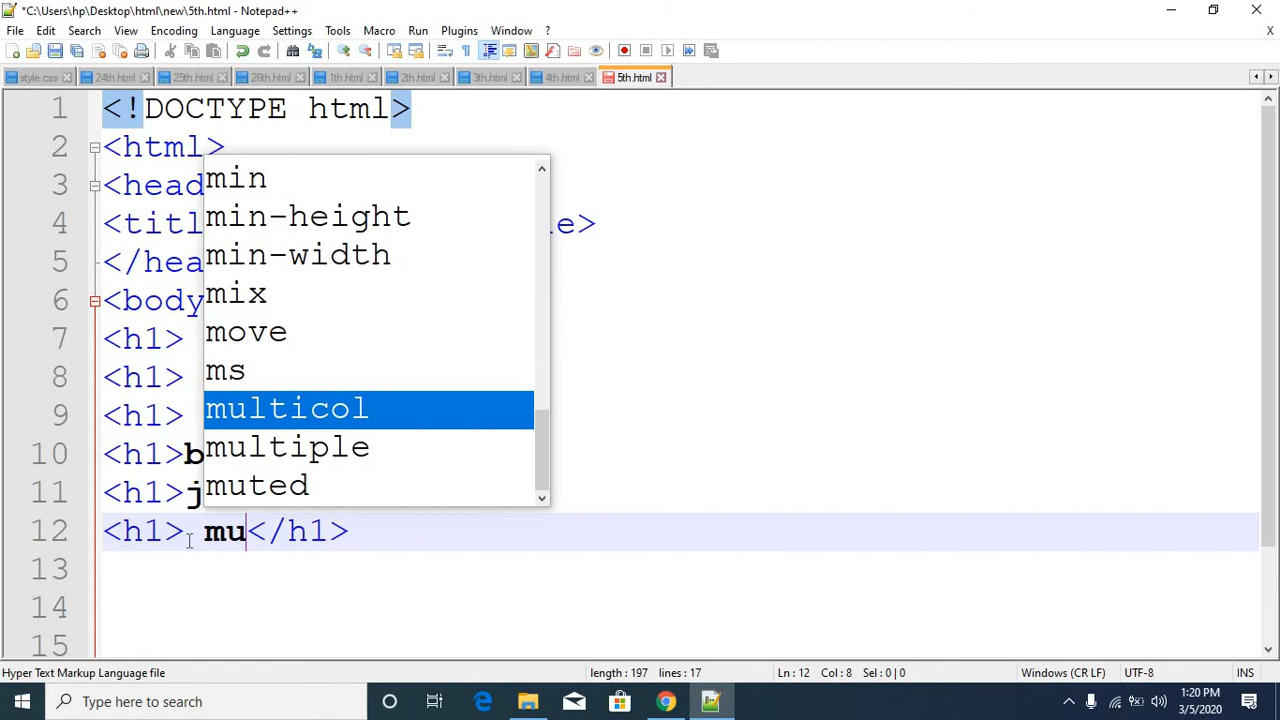 *C:\Users\hp\Desktop\html\new\5th.html - Notepad++
File Edit Search View Encoding Language Settings Tools Macro Run Plugins Window ? X
style.css 24th.html 25th.html 26th.html 1th.html 2th.html 3th.html 4th.html 5th.html
1 <!DOCTYPE html>
2 <html>
min
3 <head
min-height
4 <titl e>
min-width
5 </hea
mix
6 <body
move
7 <h1>
ms
8 <h1>
multicol
9 <h1>
multiple
10 <h1>b
muted
11 <h1>j
12 <h1> mu</h1>
13
14
15
Hyper Text Markup Language file length : 197 lines : 17 Ln : 12 Col : 8 Sel : 0 | 0 Windows (CR LF) UTF-8 INS
Type here to search
1:20 PM
3/5/2020